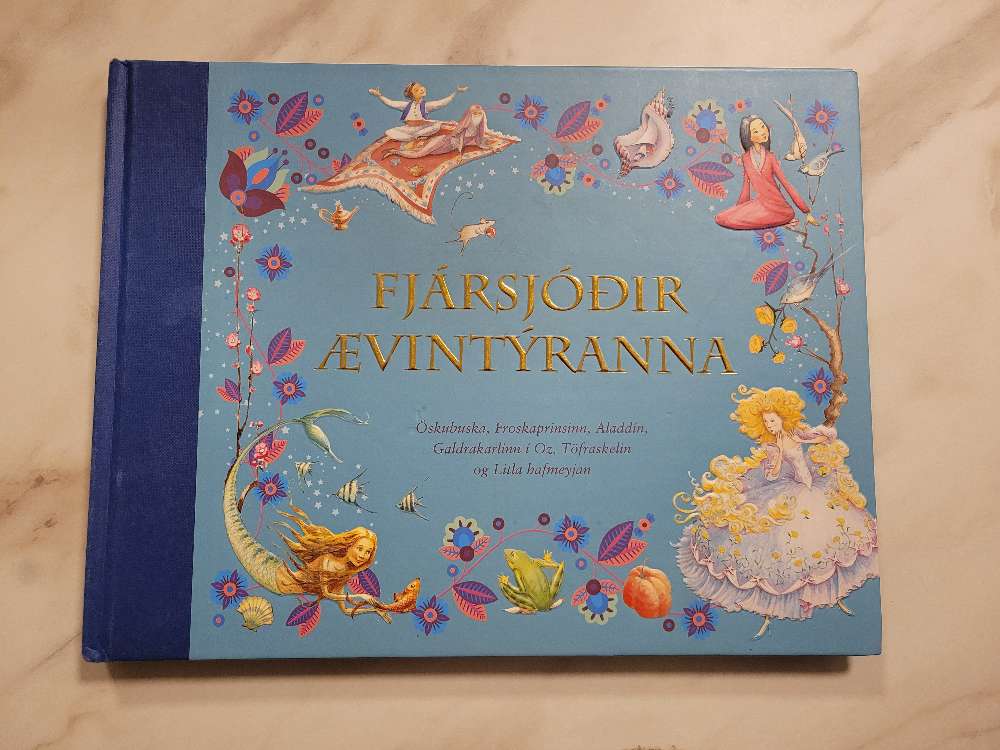 FJÁRSJÓÐIR
ÆVINTÝRANNA
Öskubuska, Froskaprinsinn, Aladdín,
Galdrakarlinn í Oz, Töfraskelin
og Litla hafmeyjan